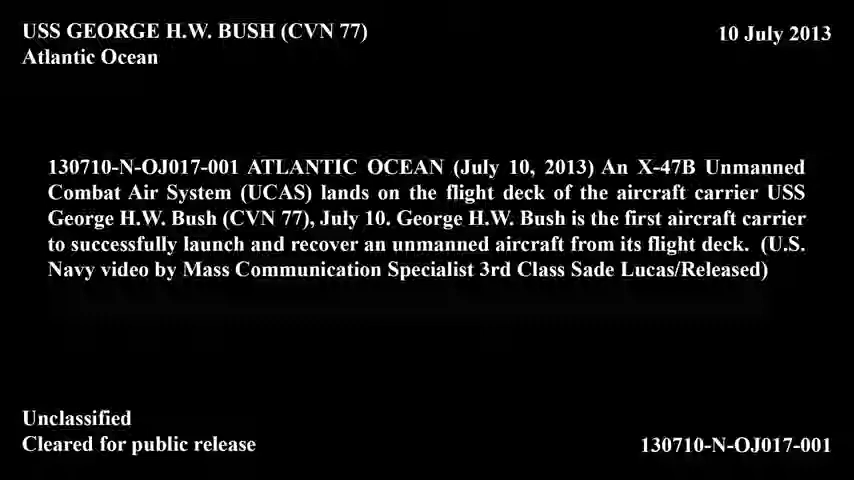 USS GEORGE H.W. BUSH (CVN 77)
10 July 2013
Atlantic Ocean
130710-N-OJ017-001 ATLANTIC OCEAN (July 10, 2013) An X-47B Unmanned
Combat Air System (UCAS) lands on the flight deck of the aircraft carrier USS
George H.W. Bush (CVN 77), July 10. George H.W. Bush is the first aircraft carrier
to successfully launch and recover an unmanned aircraft from its flight deck.  (U.S.
Navy video by Mass Communication Specialist 3rd Class Sade Lucas/Released)
Unclassified
Cleared for public release
130710-N-OJ017-001